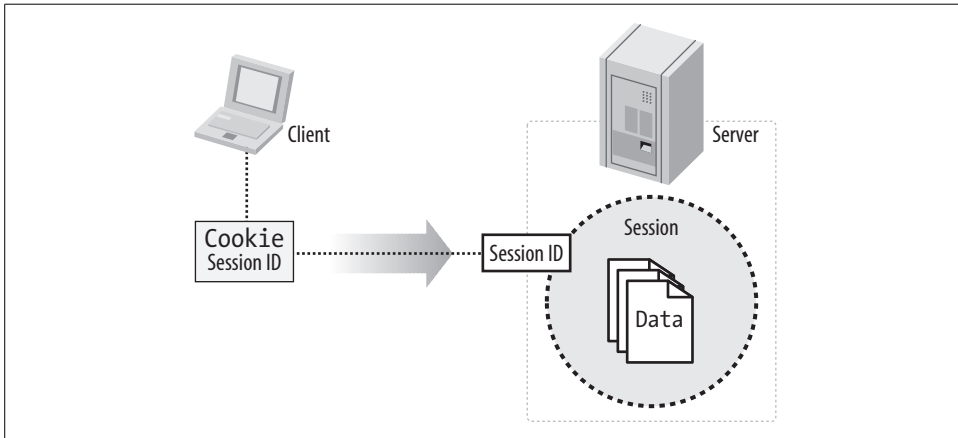 Client
Server
Cookie
Session ID
Session ID
Session
Data